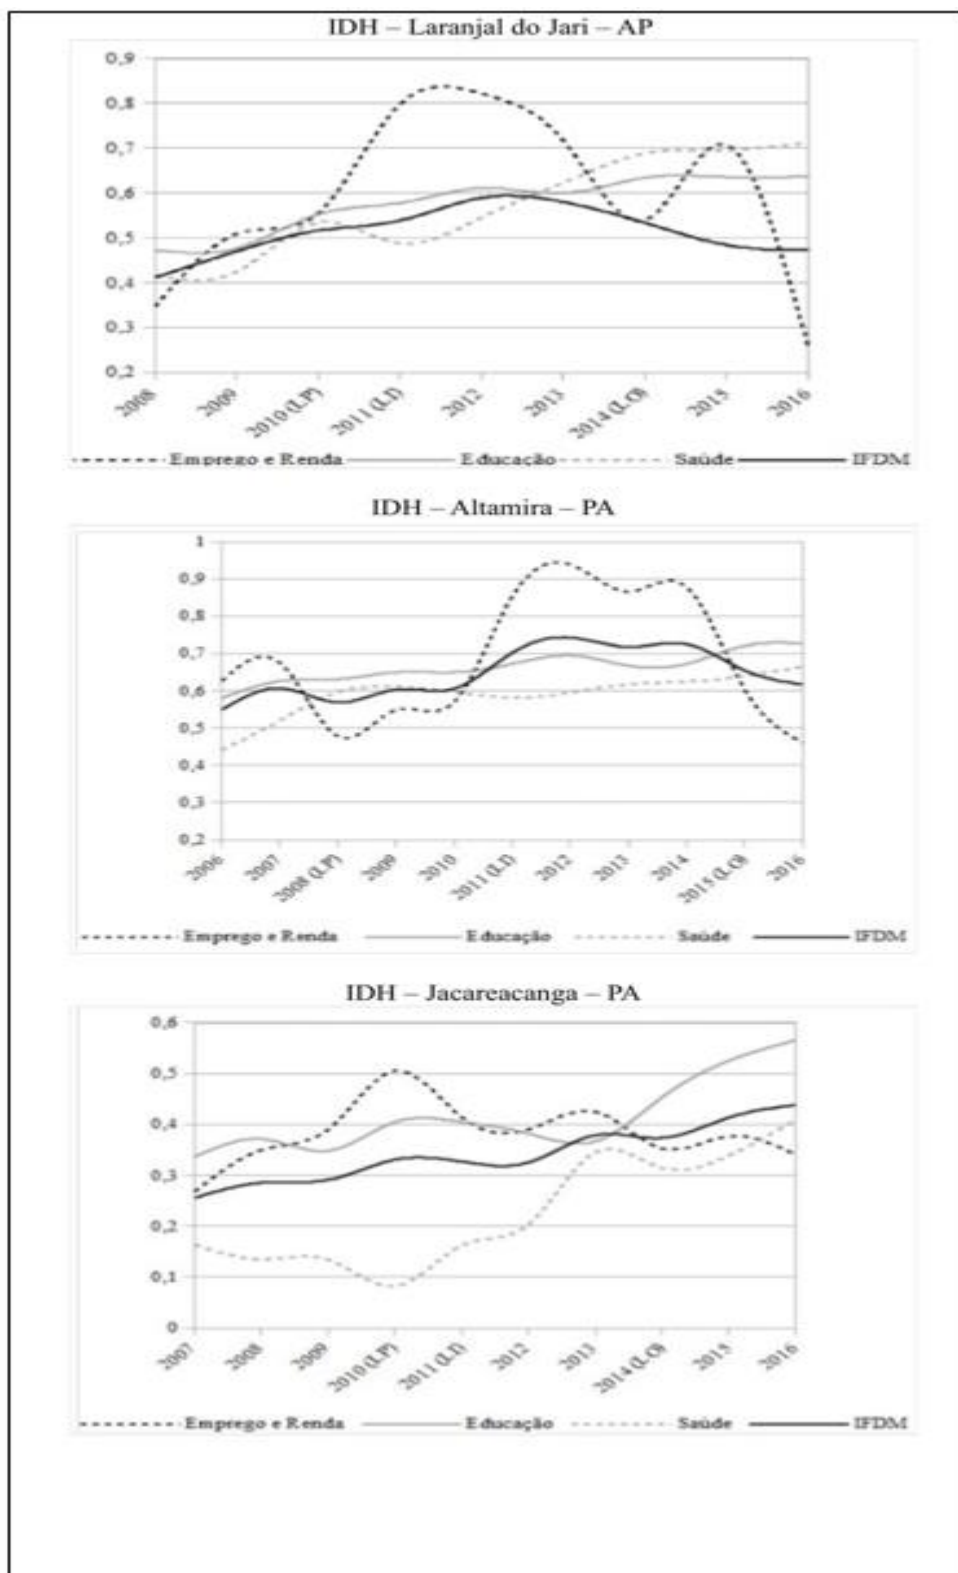 IDH – Laranjal do Jari – AP
0,9
0,8
0,7
0,6
0,5
0,4
0,3
0,2
2008 2009 2010 (LP) 2011 (LI) 2012 2013 2014 (LO) 2015 2016
Emprego e Renda Educação Saúde IFDM
IDH – Altamira – PA
1
0,9
0,8
0,7
0,6
0,5
0,4
0,3
0,2
2006 2007 2008 (LP) 2009 2010 2011 (LI) 2012 2013 2014 2015 (LO) 2016
Emprego e Renda Educação Saúde IFDM
IDH – Jacareacanga – PA
0,6
0,5
0,4
0,3
0,2
0,1
0
2007 2008 2009 2010 (LP) 2011 (LI) 2012 2013 2014 (LO) 2015 2016
Emprego e Renda Educação Saúde IFDM